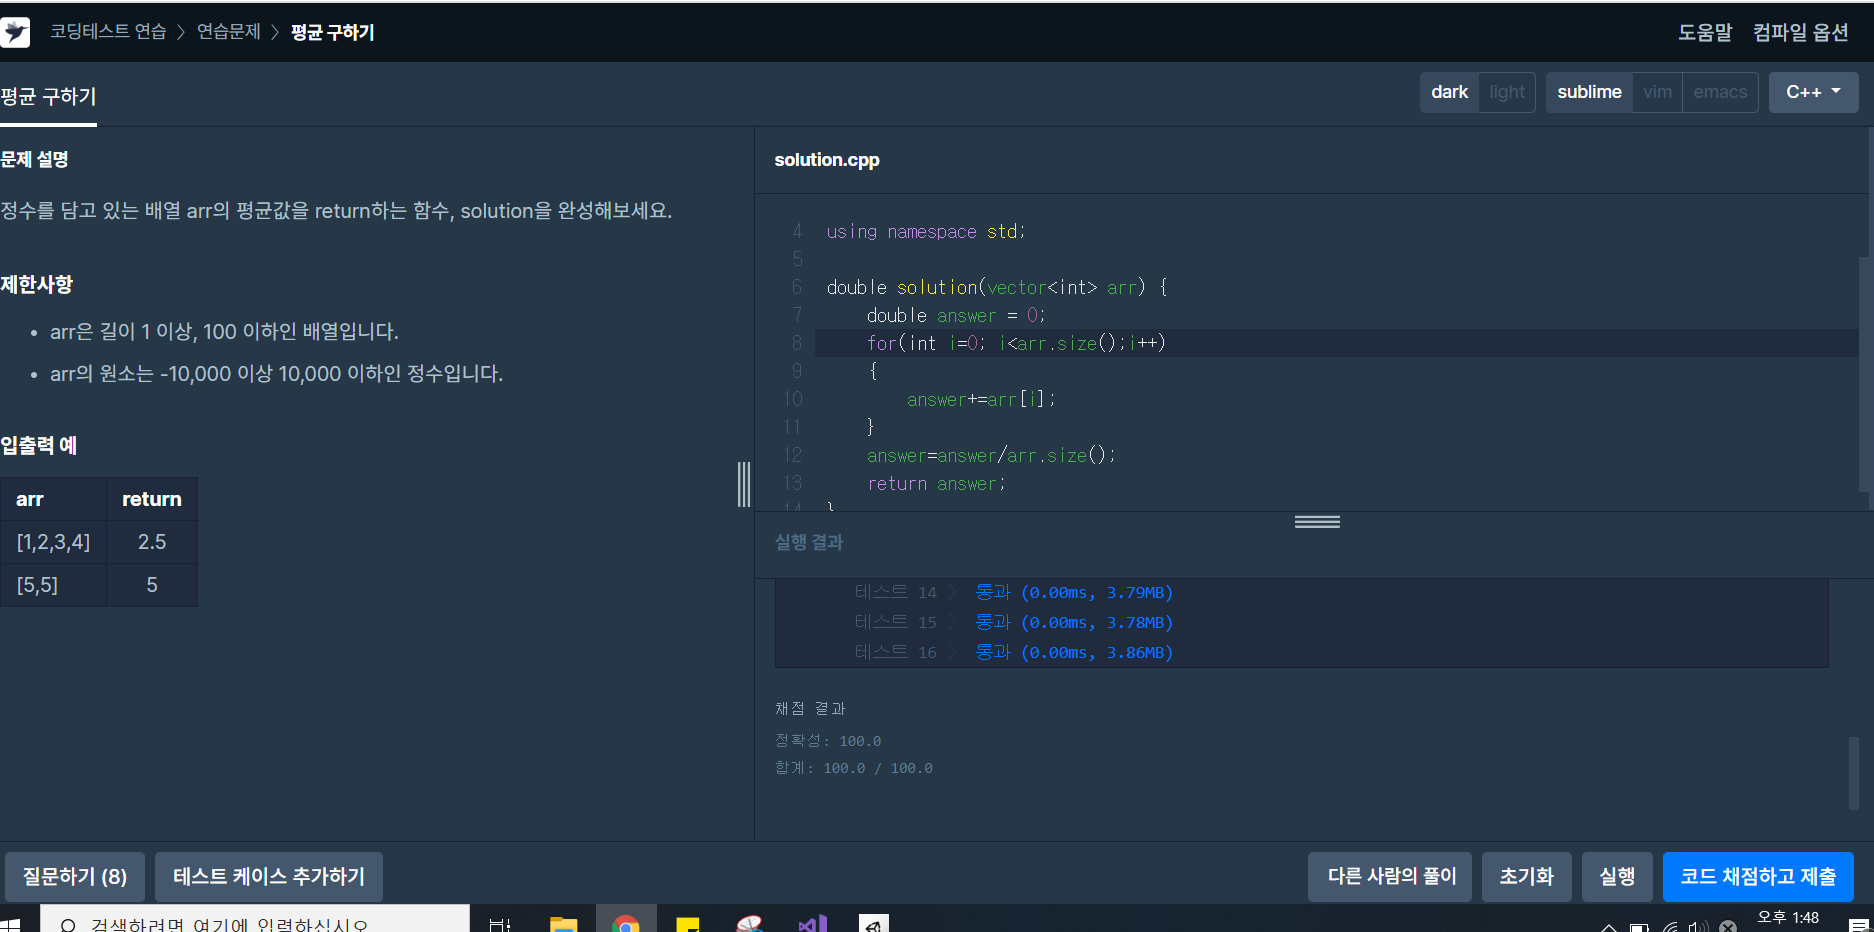 코딩테스트 연습 > 연습문제 > 평균 구하기
도움말 컴파일 옵션
평균 구하기
dark light sublime vim emacs C++
문제 설명
정수를 담고 있는 배열 arr의 평균값을 return하는 함수, solution을 완성해보세요.
제한사항
• arr은 길이 1 이상, 100 이하인 배열입니다.
• arr의 원소는 -10,000 이상 10,000 이하인 정수입니다.
입출력 예
arr return
[1,2,3,4] 2.5
[5,5] 5
solution.cpp
4 using namespace std;
5
6 double solution(vector<int> arr) {
7 double answer = 0;
8 for(int i=0; i<arr.size();i++)
9 {
10 answer+=arr[i];
11 }
12 answer=answer/arr.size();
13 return answer;
14 }
실행 결과
테스트 14 > 통과 (0.00ms, 3.79MB)
테스트 15 > 통과 (0.00ms, 3.78MB)
테스트 16 > 통과 (0.00ms, 3.86MB)
채점 결과
정확성: 100.0
합계: 100.0 / 100.0
질문하기 (8) 테스트 케이스 추가하기 다른 사람의 풀이 초기화 실행 코드 채점하고 제출
검색하려면 여기에 입력하십시오
오후 1:48